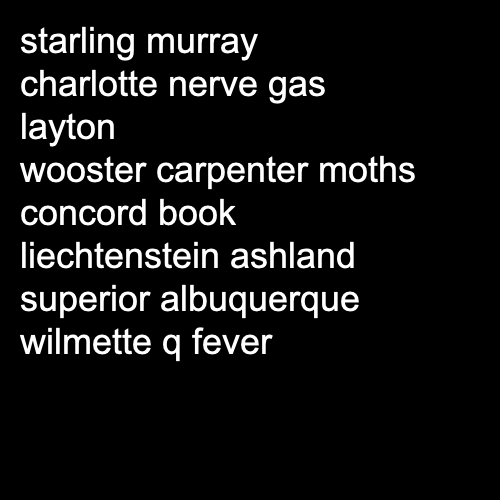 starling murray
charlotte nerve gas
layton
wooster carpenter moths
concord book
liechtenstein ashland
superior albuquerque
wilmette q fever